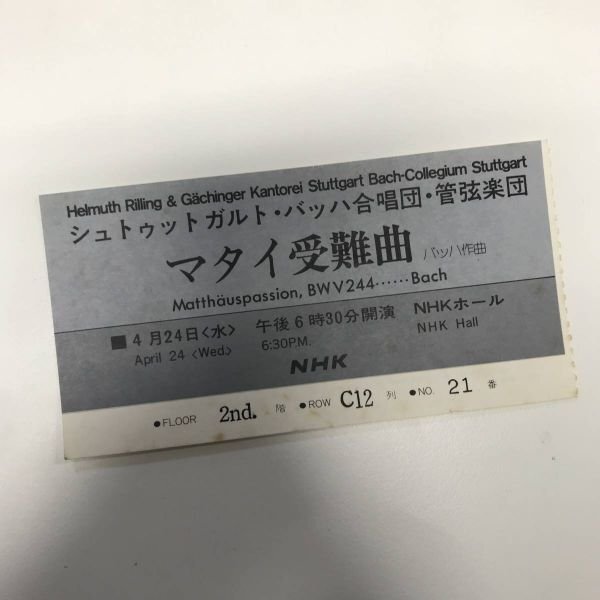 Helmuth Rilling & Gächinger Kantorei Stuttgart Bach-Collegium Stuttgart
シュトゥットガルト・バッハ合唱団・管弦楽団
マタイ受難曲 バッハ作曲
Matthäuspassion, BWV244……Bach
■ 4月24日<水> 午後6時30分開演 NHKホール
April 24 <Wed> 6:30P.M. NHK Hall
NHK
●FLOOR 2nd. 階 ●ROW C12 列 ●NO. 21 番